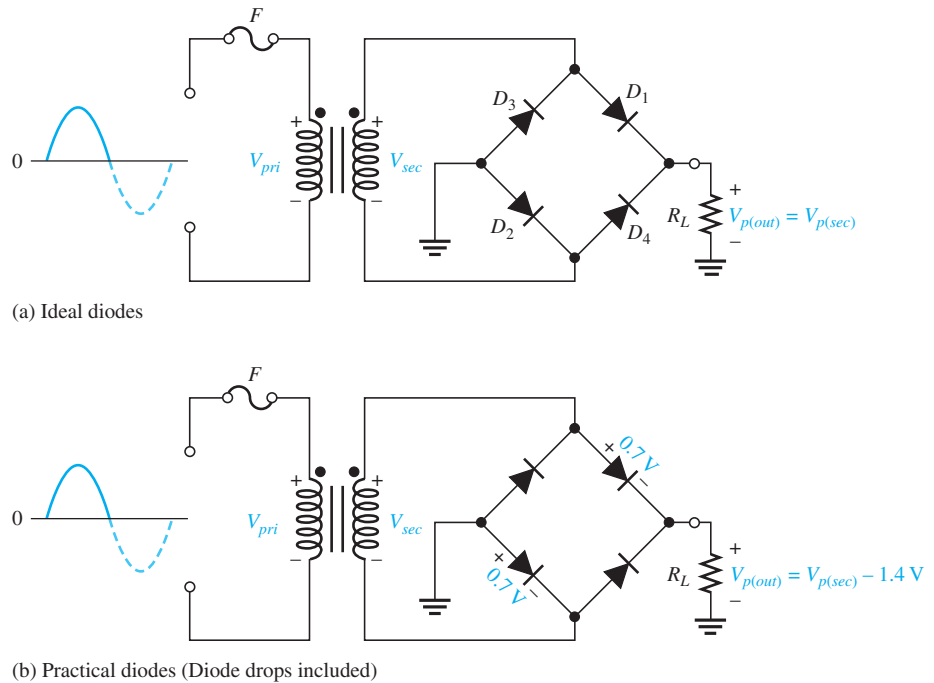 F
D3
D1
+
+
0
Vpri
Vsec
+
RL
Vp(out) = Vp(sec)
–
–
D2
D4
–
(a) Ideal diodes
F
+
0.7 V
–
+
+
0
Vpri
Vsec
+
+
–
–
0.7 V
–
RL
Vp(out) = Vp(sec) – 1.4 V
–
(b) Practical diodes (Diode drops included)